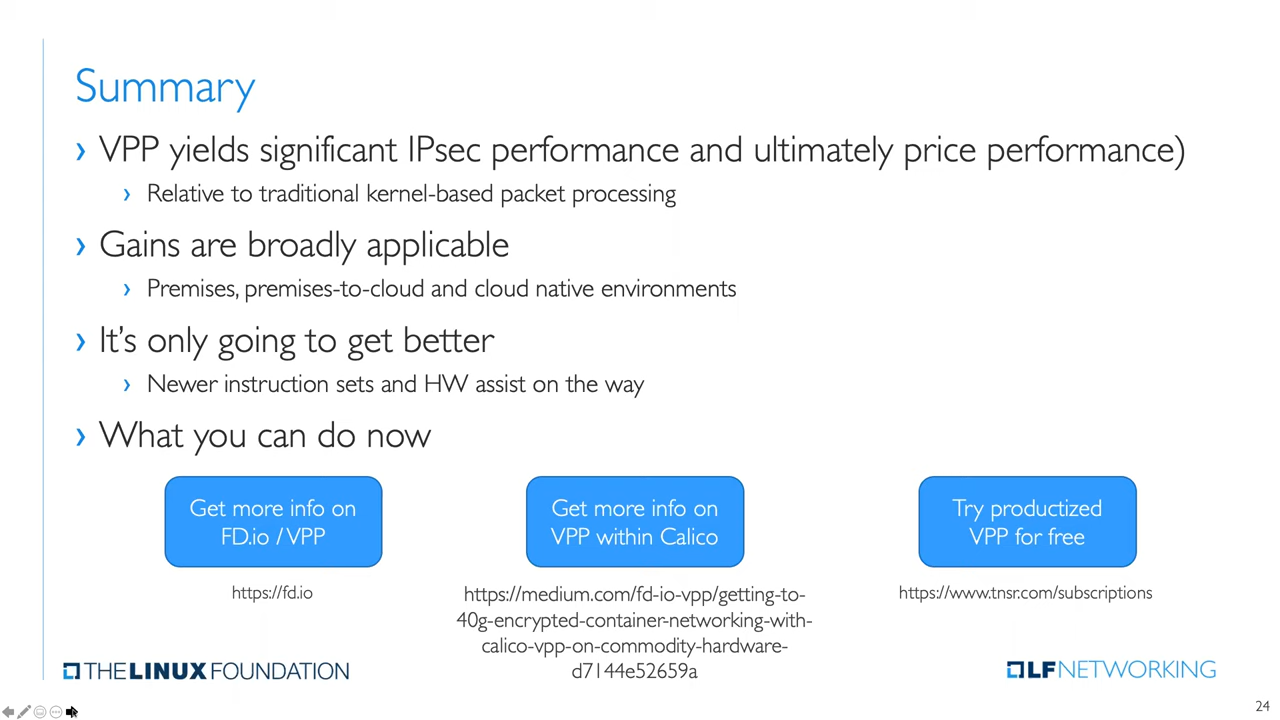 Summary
› VPP yields significant IPsec performance and ultimately price performance)
› Relative to traditional kernel-based packet processing
› Gains are broadly applicable
› Premises, premises-to-cloud and cloud native environments
› It's only going to get better
› Newer instruction sets and HW assist on the way
› What you can do now
Get more info on
FD.io / VPP
https://fd.io
Get more info on
VPP within Calico
https://medium.com/fd-io-vpp/getting-to-
40g-encrypted-container-networking-with-
calico-vpp-on-commodity-hardware-
d7144e52659a
Try productized
VPP for free
https://www.tnsr.com/subscriptions
THE LINUX FOUNDATION
LF NETWORKING
24